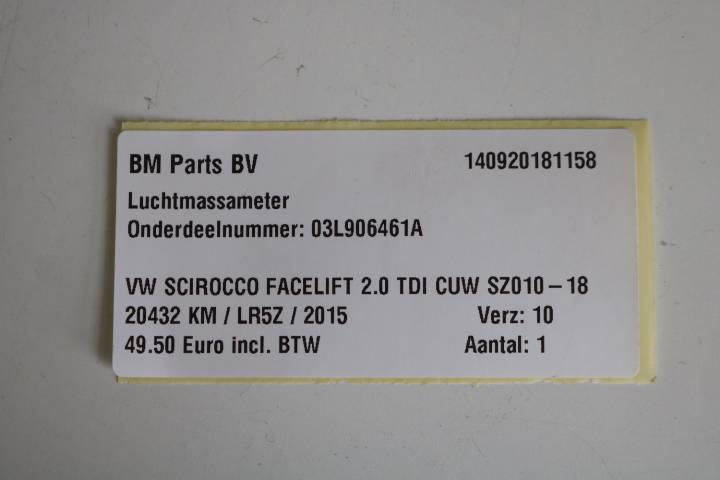 BM Parts BV 140920181158
Luchtmassameter
Onderdeelnummer: 03L906461A
VW SCIROCCO FACELIFT 2.0 TDI CUW SZ010-18
20432 KM / LR5Z / 2015 Verz: 10
49.50 Euro incl. BTW Aantal: 1